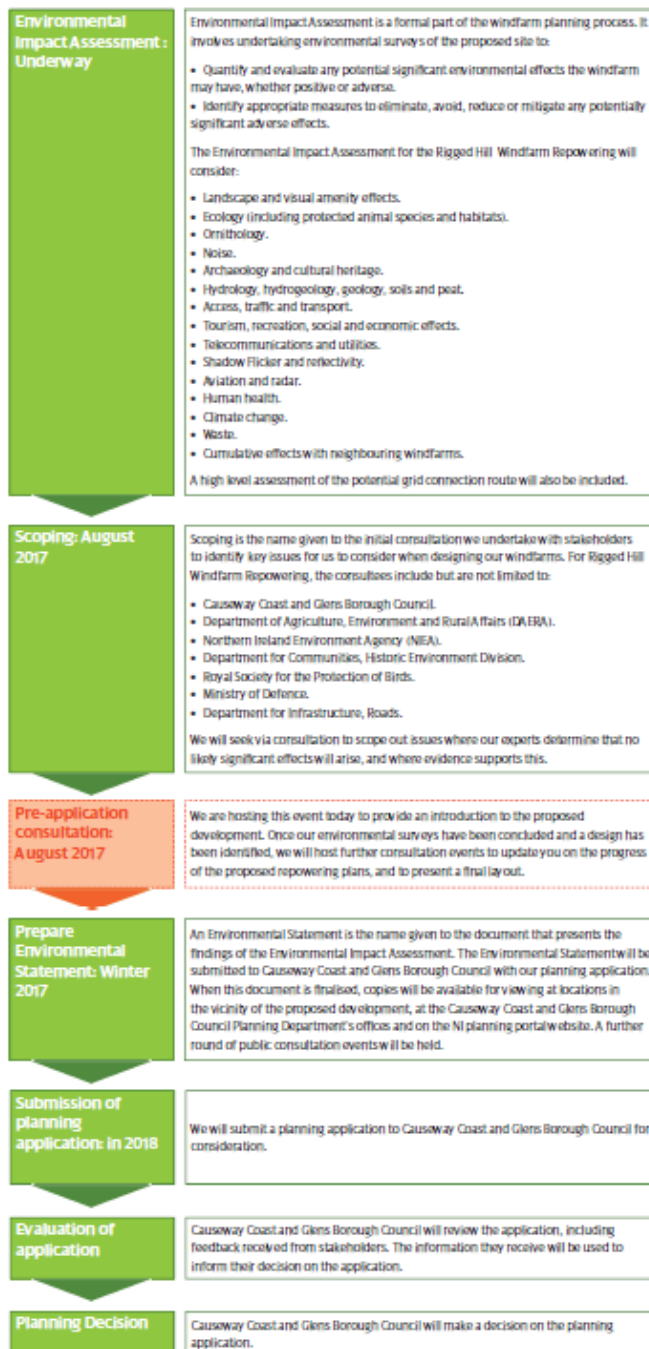 Environmental
Impact Assessment :
Underway
Environmental Impact Assessment is a formal part of the windfarm planning process. It
involves undertaking environmental surveys of the proposed site to:
• Quantify and evaluate any potential significant environmental effects the windfarm
may have, whether positive or adverse.
• Identify appropriate measures to eliminate, avoid, reduce or mitigate any potentially
significant adverse effects.
The Environmental Impact Assessment for the Rigged Hill Windfarm Repowering will
consider:
• Landscape and visual amenity effects.
• Ecology (including protected animal species and habitats).
• Ornithology.
• Noise.
• Archaeology and cultural heritage.
• Hydrology, hydrogeology, geology, soils and peat.
• Access, traffic and transport.
• Tourism, recreation, social and economic effects.
• Telecommunications and utilities.
• Shadow Flicker and reflectivity.
• Aviation and radar.
• Human health.
• Climate change.
• Waste.
• Cumulative effects with neighbouring windfarms.
A high level assessment of the potential grid connection route will also be included.
Scoping: August
2017
Scoping is the name given to the initial consultation we undertake with stakeholders
to identify key issues for us to consider when designing our windfarms. For Rigged Hill
Windfarm Repowering, the consultees include but are not limited to:
• Causeway Coast and Glens Borough Council.
• Department of Agriculture, Environment and Rural Affairs (DAERA).
• Northern Ireland Environment Agency (NIEA).
• Department for Communities, Historic Environment Division.
• Royal Society for the Protection of Birds.
• Ministry of Defence.
• Department for Infrastructure, Roads.
We will seek via consultation to scope out issues where our experts determine that no
likely significant effects will arise, and where evidence supports this.
Pre-application
consultation:
August 2017
We are hosting this event today to provide an introduction to the proposed
development. Once our environmental surveys have been concluded and a design has
been identified, we will host further consultation events to update you on the progress
of the proposed repowering plans, and to present a final layout.
Prepare
Environmental
Statement: Winter
2017
An Environmental Statement is the name given to the document that presents the
findings of the Environmental Impact Assessment. The Environmental Statement will be
submitted to Causeway Coast and Glens Borough Council with our planning application.
When this document is finalised, copies will be available for viewing at locations in
the vicinity of the proposed development, at the Causeway Coast and Glens Borough
Council Planning Department's offices and on the NI planning portal website. A further
round of public consultation events will be held.
Submission of
planning
application: in 2018
We will submit a planning application to Causeway Coast and Glens Borough Council for
consideration.
Evaluation of
application
Causeway Coast and Glens Borough Council will review the application, including
feedback received from stakeholders. The information they receive will be used to
inform their decision on the application.
Planning Decision
Causeway Coast and Glens Borough Council will make a decision on the planning
application.